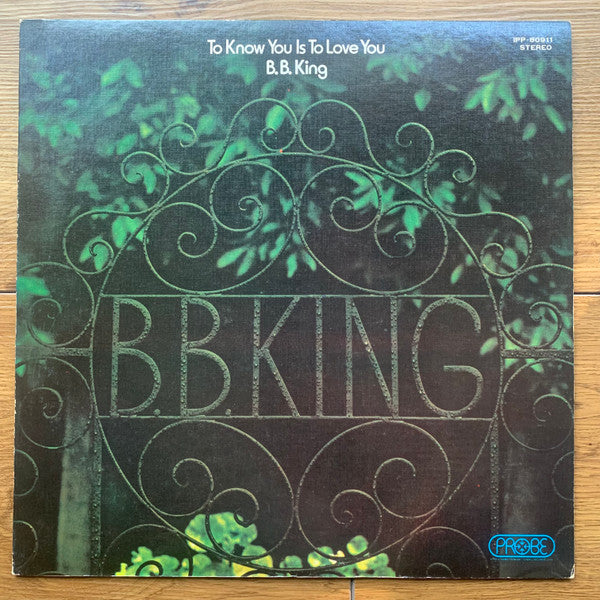 To Know You Is To Love You
B.B. King
IPP-80911
STEREO
B.B.KING
PROBE